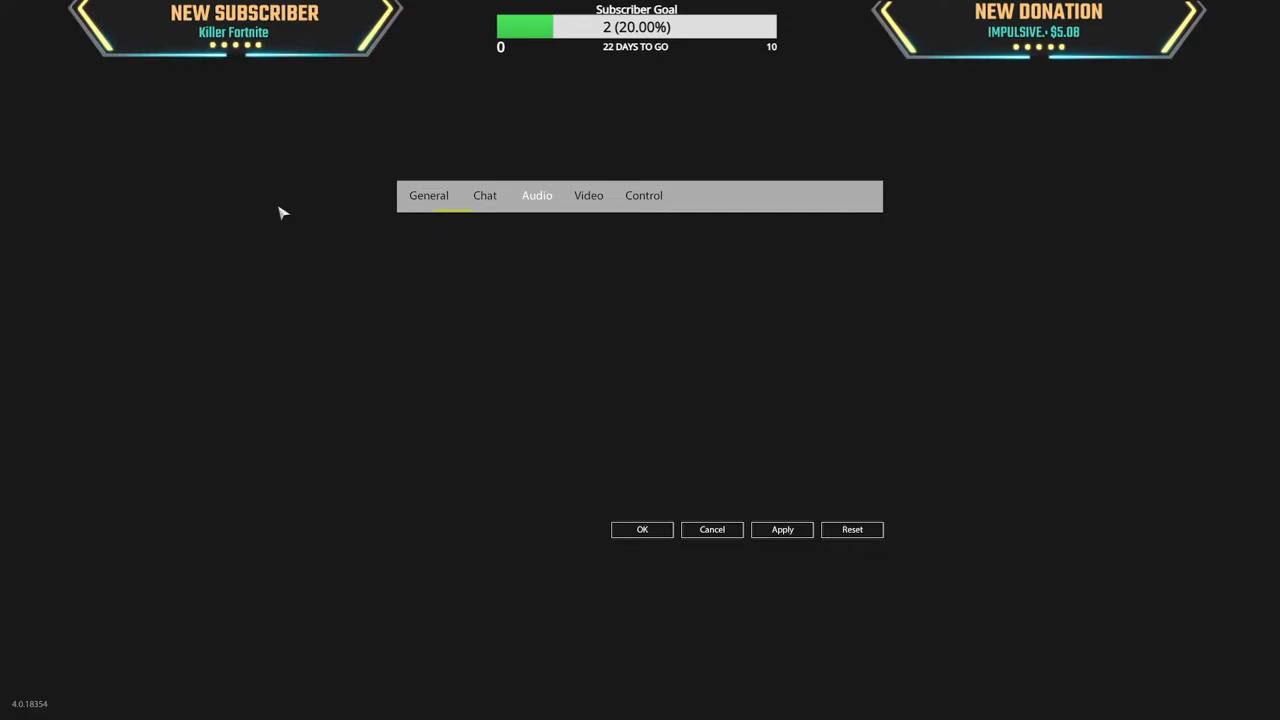 NEW SUBSCRIBER
Killer Fortnite
Subscriber Goal
2 (20.00%)
0
22 DAYS TO GO
10
NEW DONATION
IMPULSIVE.: $5.00
General
Chat
Audio
Video
Control
OK
Cancel
Apply
Reset
4.0.18354